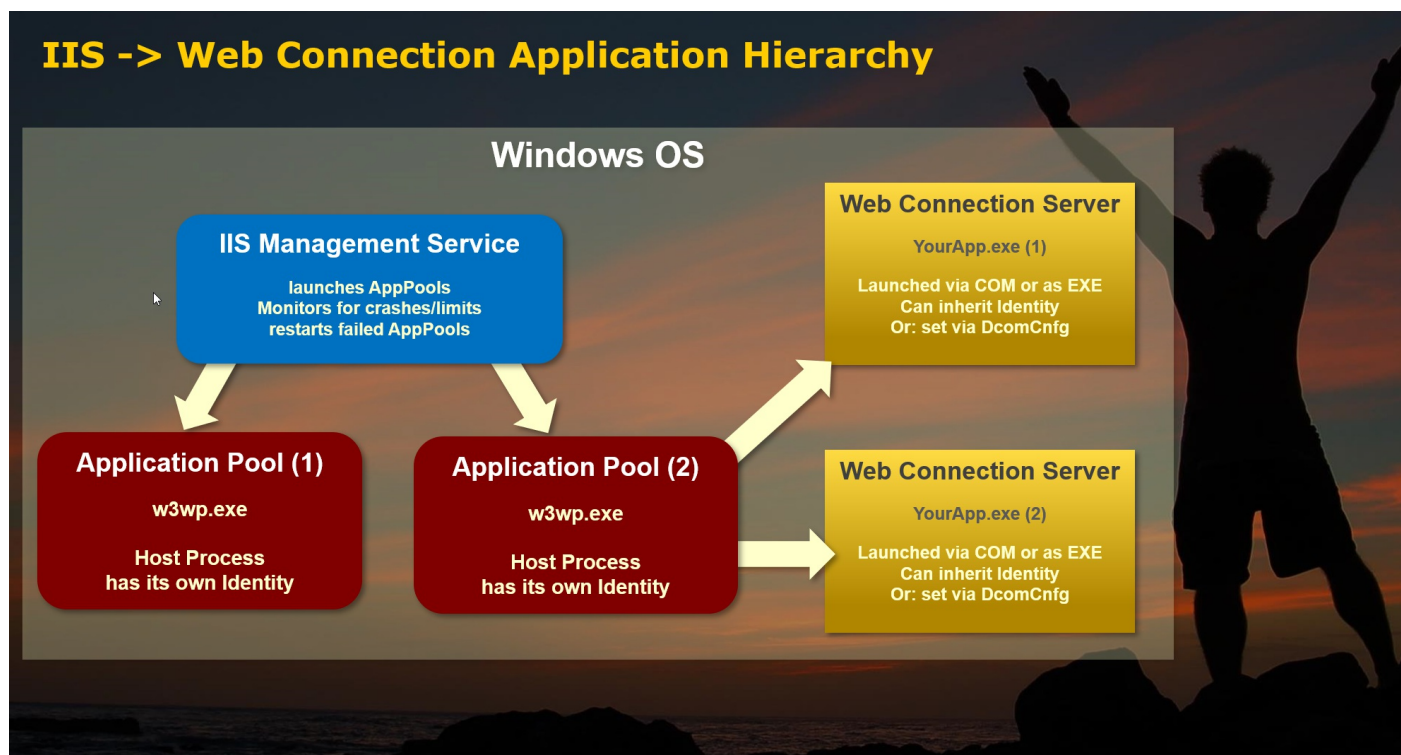 IIS -> Web Connection Application Hierarchy
Windows OS
IIS Management Service
launches AppPools
Monitors for crashes/limits
restarts failed AppPools
Web Connection Server
YourApp.exe (1)
Launched via COM or as EXE
Can inherit Identity
Or: set via DcomCnfg
Application Pool (1)
w3wp.exe
Host Process
has its own Identity
Application Pool (2)
w3wp.exe
Host Process
has its own Identity
Web Connection Server
YourApp.exe (2)
Launched via COM or as EXE
Can inherit Identity
Or: set via DcomCnfg